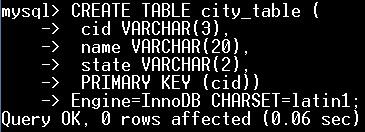 mysql> CREATE TABLE city_table (
-> cid VARCHAR(3),
-> name VARCHAR(20),
-> state VARCHAR(2),
-> PRIMARY KEY (cid))
-> Engine=InnoDB CHARSET=latin1;
Query OK, 0 rows affected (0.06 sec)